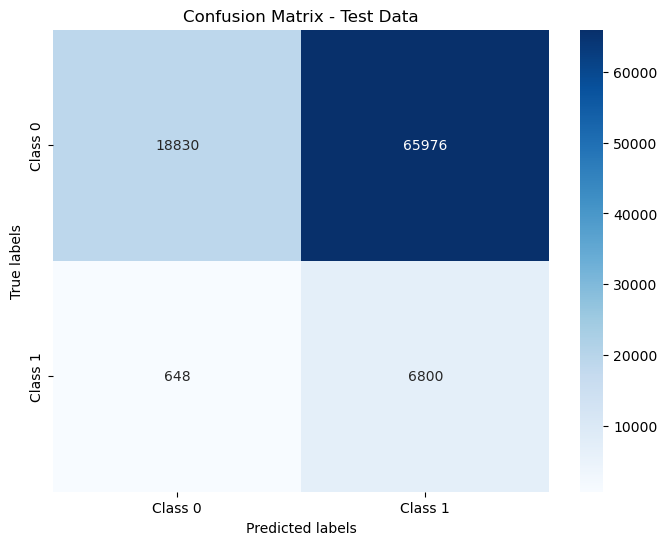 Confusion Matrix - Test Data
True labels
Class 0
18830
65976
Class 1
648
6800
Class 0
Class 1
Predicted labels
60000
50000
40000
30000
20000
10000